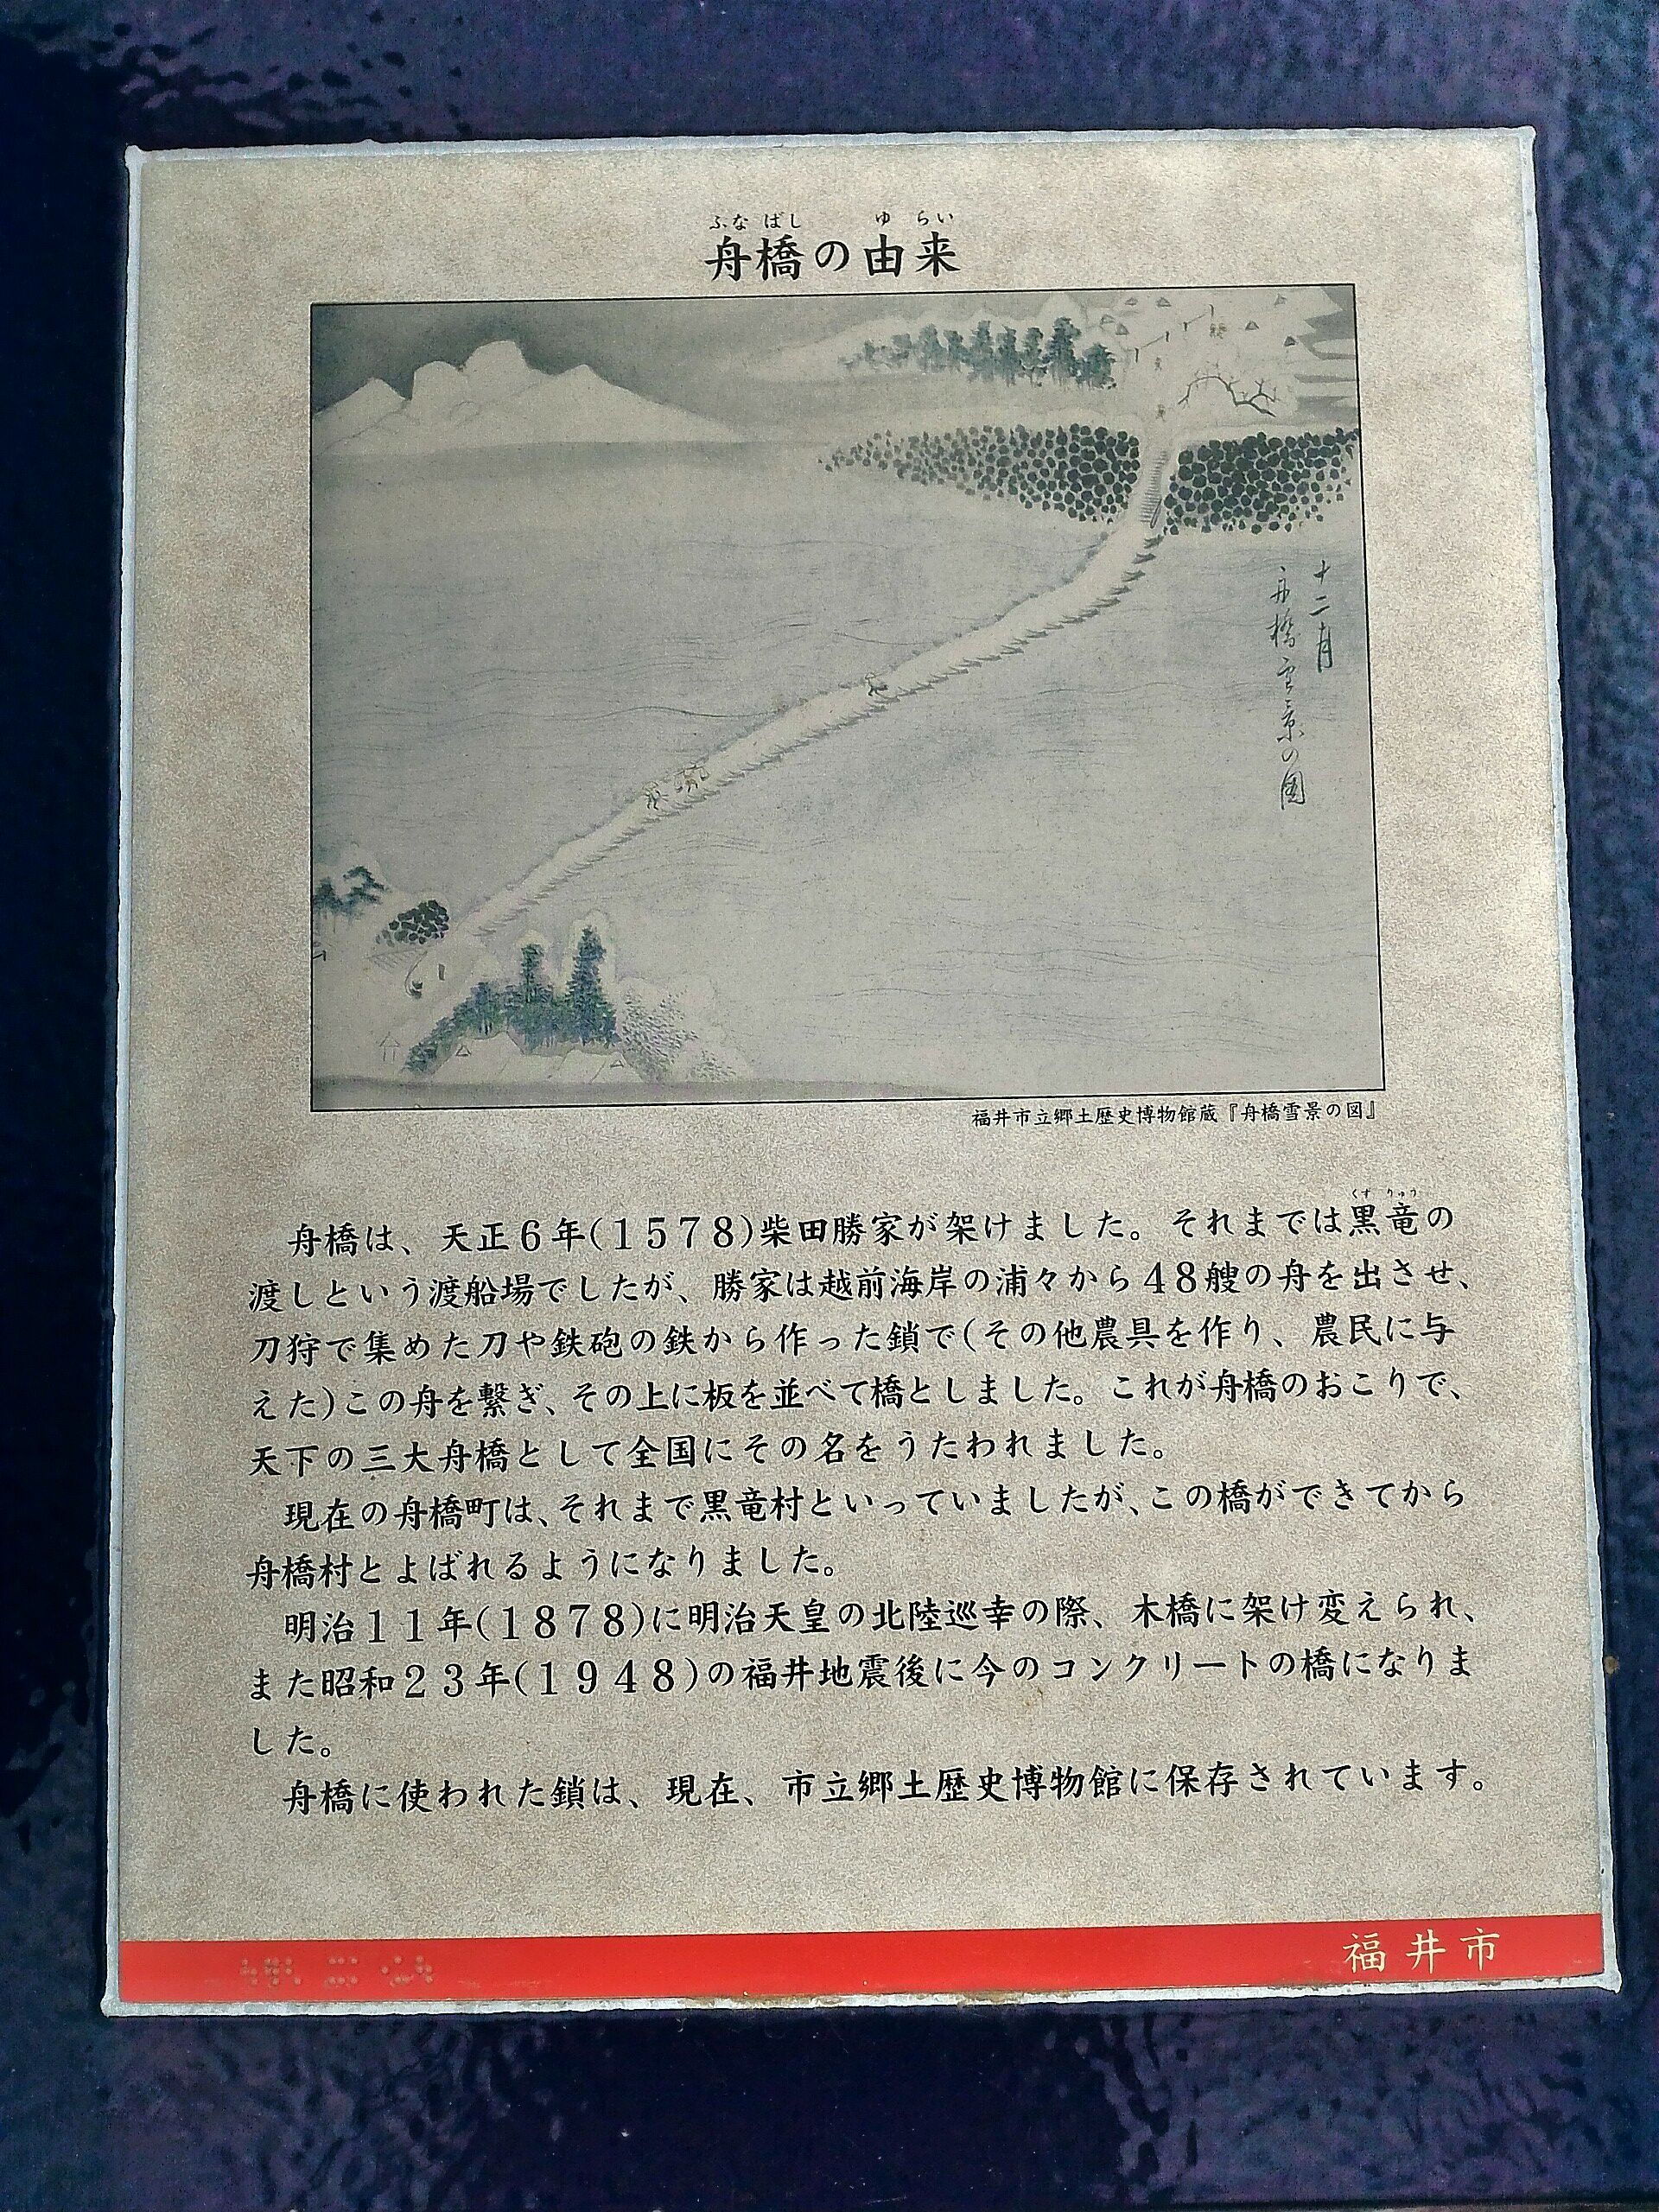 ふなばし ゆらい
舟橋の由来
十二月
舟橋雪景の図
福井市立郷土歴史博物館蔵『舟橋雪景の図』
くず りゅう
舟橋は、天正6年(1578)柴田勝家が架けました。それまでは黒竜の
渡しという渡船場でしたが、勝家は越前海岸の浦々から48艘の舟を出させ、
刀狩で集めた刀や鉄砲の鉄から作った鎖で(その他農具を作り、農民に与
えた)この舟を繋ぎ、その上に板を並べて橋としました。これが舟橋のおこりで、
天下の三大舟橋として全国にその名をうたわれました。
現在の舟橋町は、それまで黒竜村といっていましたが、この橋ができてから
舟橋村とよばれるようになりました。
明治11年(1878)に明治天皇の北陸巡幸の際、木橋に架け変えられ、
また昭和23年(1948)の福井地震後に今のコンクリートの橋になりま
した。
舟橋に使われた鎖は、現在、市立郷土歴史博物館に保存されています。
福井市